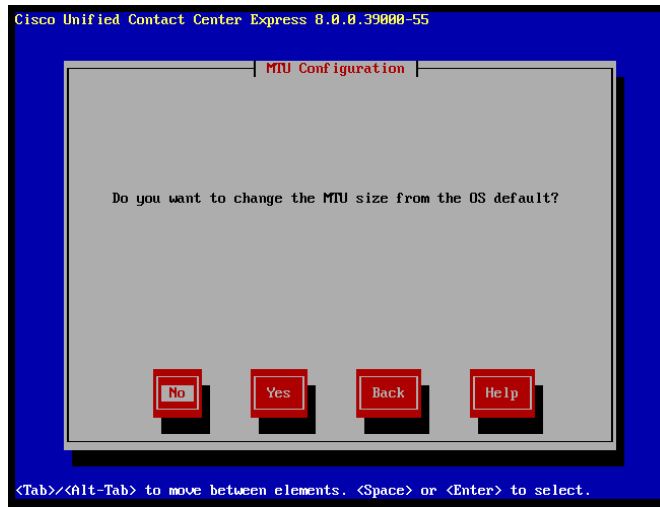 Cisco Unified Contact Center Express 8.0.0.39000-55
MTU Configuration
Do you want to change the MTU size from the OS default?
No Yes Back Help
<Tab>/<Alt-Tab> to move between elements. <Space> or <Enter> to select.